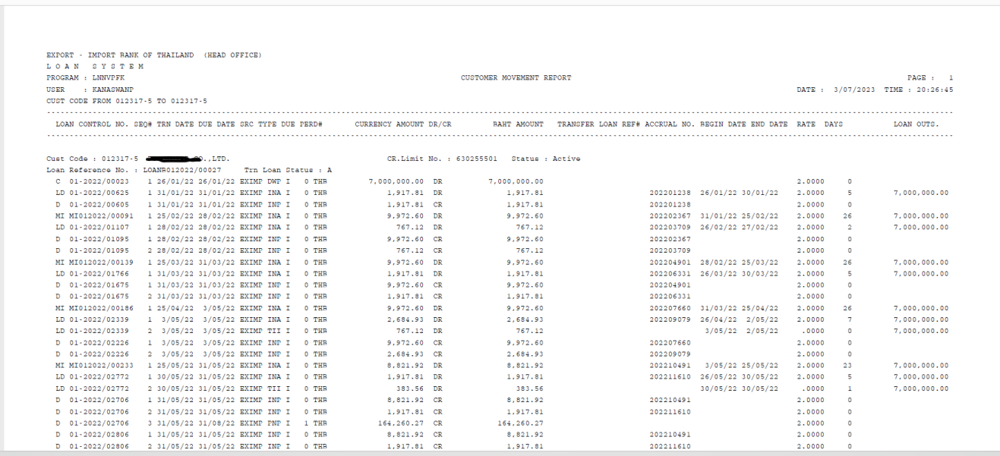 EXPORT - IMPORT BANK OF THAILAND (HEAD OFFICE)
L O A N S Y S T E M
PROGRAM : LNNVPFK CUSTOMER MOVEMENT REPORT PAGE : 1
USER : KANASWANP DATE : 3/07/2023 TIME : 20:26:45
CUST CODE FROM 012317-5 TO 012317-5
LOAN CONTROL NO. SEQ# TRN DATE DUE DATE SRC TYPE DUE PERD# CURRENCY AMOUNT DR/CR BAHT AMOUNT TRANSFER LOAN REF# ACCRUAL NO. BEGIN DATE END DATE RATE DAYS LOAN OUTS.
Cust Code : 012317-5 CO.,LTD. CR.Limit No. : 630255501 Status : Active
Loan Reference No. : LOANB012022/00027 Trn Loan Status : A
C 01-2022/00023 1 26/01/22 26/01/22 EXIMP DWP I 0 THB 7,000,000.00 DR 7,000,000.00 2.0000 0
LD 01-2022/00625 1 31/01/22 31/01/22 EXIMP INA I 0 THB 1,917.81 DR 1,917.81 202201238 26/01/22 30/01/22 2.0000 5 7,000,000.00
D 01-2022/00605 1 31/01/22 31/01/22 EXIMP INP I 0 THB 1,917.81 CR 1,917.81 202201238 2.0000 0
MI MI012022/00091 1 25/02/22 28/02/22 EXIMP INA I 0 THB 9,972.60 DR 9,972.60 202202367 31/01/22 25/02/22 2.0000 26 7,000,000.00
LD 01-2022/01107 1 28/02/22 28/02/22 EXIMP INA I 0 THB 767.12 DR 767.12 202203709 26/02/22 27/02/22 2.0000 2 7,000,000.00
D 01-2022/01095 1 28/02/22 28/02/22 EXIMP INP I 0 THB 9,972.60 CR 9,972.60 202202367 2.0000 0
D 01-2022/01095 2 28/02/22 28/02/22 EXIMP INP I 0 THB 767.12 CR 767.12 202203709 2.0000 0
MI MI012022/00139 1 25/03/22 31/03/22 EXIMP INA I 0 THB 9,972.60 DR 9,972.60 202204901 28/02/22 25/03/22 2.0000 26 7,000,000.00
LD 01-2022/01766 1 31/03/22 31/03/22 EXIMP INA I 0 THB 1,917.81 DR 1,917.81 202206331 26/03/22 30/03/22 2.0000 5 7,000,000.00
D 01-2022/01675 1 31/03/22 31/03/22 EXIMP INP I 0 THB 9,972.60 CR 9,972.60 202204901 2.0000 0
D 01-2022/01675 2 31/03/22 31/03/22 EXIMP INP I 0 THB 1,917.81 CR 1,917.81 202206331 2.0000 0
MI MI012022/00186 1 25/04/22 3/05/22 EXIMP INA I 0 THB 9,972.60 DR 9,972.60 202207660 31/03/22 25/04/22 2.0000 26 7,000,000.00
LD 01-2022/02339 1 3/05/22 3/05/22 EXIMP INA I 0 THB 2,684.93 DR 2,684.93 202209079 26/04/22 2/05/22 2.0000 7 7,000,000.00
LD 01-2022/02339 2 3/05/22 3/05/22 EXIMP TII I 0 THB 767.12 DR 767.12 3/05/22 2/05/22 .0000 0 7,000,000.00
D 01-2022/02226 1 3/05/22 3/05/22 EXIMP INP I 0 THB 9,972.60 CR 9,972.60 202207660 2.0000 0
D 01-2022/02226 2 3/05/22 3/05/22 EXIMP INP I 0 THB 2,684.93 CR 2,684.93 202209079 2.0000 0
MI MI012022/00233 1 25/05/22 31/05/22 EXIMP INA I 0 THB 8,821.92 DR 8,821.92 202210491 3/05/22 25/05/22 2.0000 23 7,000,000.00
LD 01-2022/02772 1 30/05/22 31/05/22 EXIMP INA I 0 THB 1,917.81 DR 1,917.81 202211610 26/05/22 30/05/22 2.0000 5 7,000,000.00
LD 01-2022/02772 2 30/05/22 31/05/22 EXIMP TII I 0 THB 383.56 DR 383.56 30/05/22 30/05/22 .0000 1 7,000,000.00
D 01-2022/02706 1 31/05/22 31/05/22 EXIMP INP I 0 THB 8,821.92 CR 8,821.92 202210491 2.0000 0
D 01-2022/02706 2 31/05/22 31/05/22 EXIMP INP I 0 THB 1,917.81 CR 1,917.81 202211610 2.0000 0
D 01-2022/02706 3 31/05/22 31/08/22 EXIMP PNP I 1 THB 164,260.27 CR 164,260.27 2.0000 0
D 01-2022/02806 1 31/05/22 31/05/22 EXIMP INP I 0 THB 8,821.92 CR 8,821.92 202210491 2.0000 0
D 01-2022/02806 2 31/05/22 31/05/22 EXIMP INP I 0 THB 1,917.81 CR 1,917.81 202211610 2.0000 0